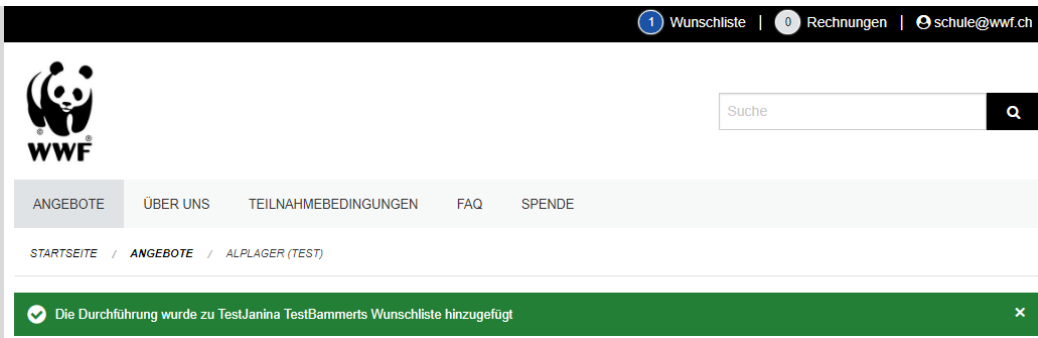 1 Wunschliste | 0 Rechnungen | schule@wwf.ch
WWF
Suche
ANGEBOTE ÜBER UNS TEILNAHMEBEDINGUNGEN FAQ SPENDE
STARTSEITE / ANGEBOTE / ALPLAGER (TEST)
Die Durchführung wurde zu TestJanina TestBammerts Wunschliste hinzugefügt ×